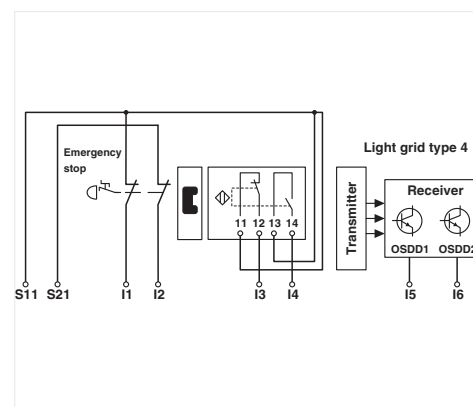 Emergency
stop
Light grid type 4
Transmitter
Receiver
11 12 13 14
OSDD1 OSDD2
S11 S21 I1 I2 I3 I4 I5 I6